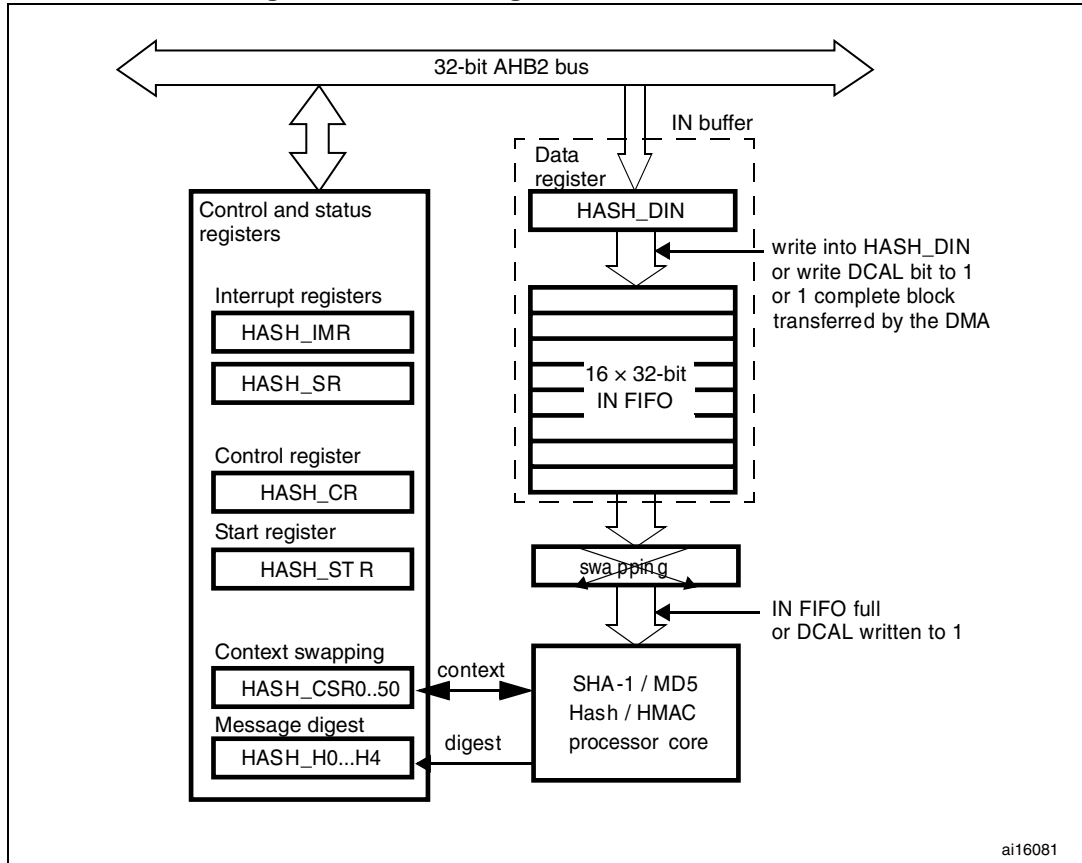 32-bit AHB2 bus
IN buffer
Data
register
HASH_DIN
write into HASH_DIN
or write DCAL bit to 1
or 1 complete block
transferred by the DMA
16 × 32-bit
IN FIFO
swapping
IN FIFO full
or DCAL written to 1
SHA-1 / MD5
Hash / HMAC
processor core
Control and status
registers
Interrupt registers
HASH_IMR
HASH_SR
Control register
HASH_CR
Start register
HASH_STR
Context swapping
HASH_CSR0..50
context
Message digest
HASH_H0...H4
digest
ai16081